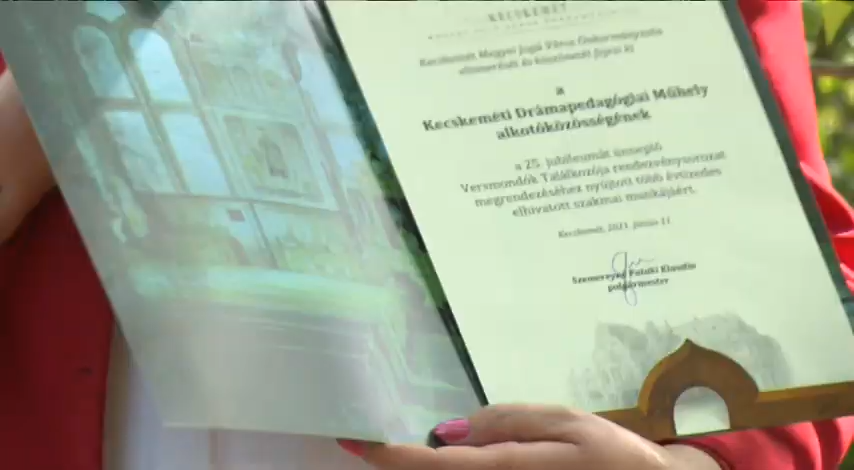 KECSKEMÉT
Kecskemét Megyei Jogú Város Önkormányzata
elismerését és köszönetét fejezi ki
a
Kecskeméti Drámapedagógiai Műhely
alkotóközösségének
a 25. jubileumát ünneplő
Versmondók Találkozója rendezvénysorozat
megrendezéséhez nyújtott több évtizedes
elhivatott szakmai munkájáért.
Kecskemét, 2021. június 11.
Szemereyné Pataki Klaudia
polgármester